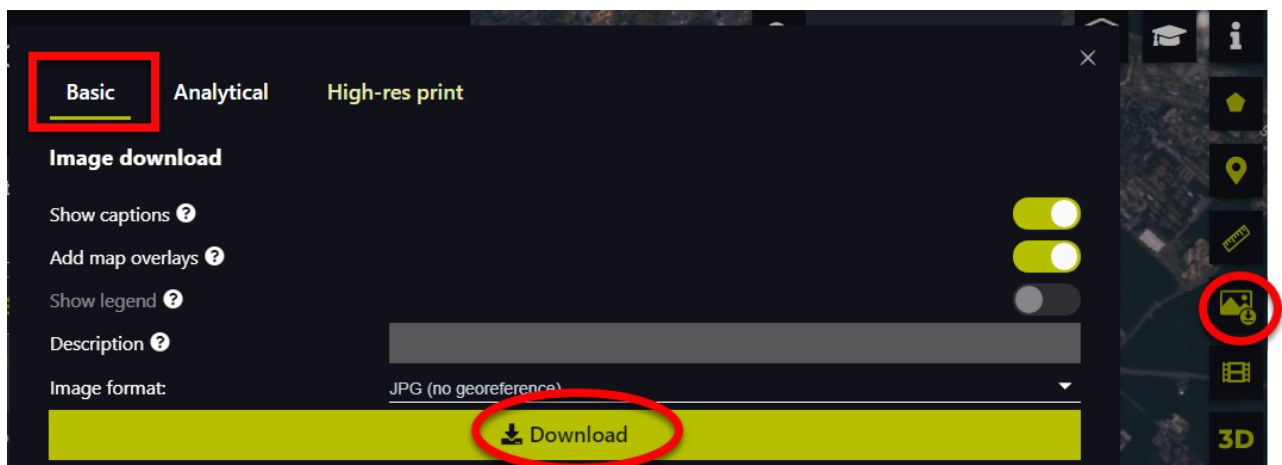 Basic Analytical High-res print
Image download
Show captions ?
Add map overlays ?
Show legend ?
Description ?
Image format: JPG (no georeference)
Download
3D